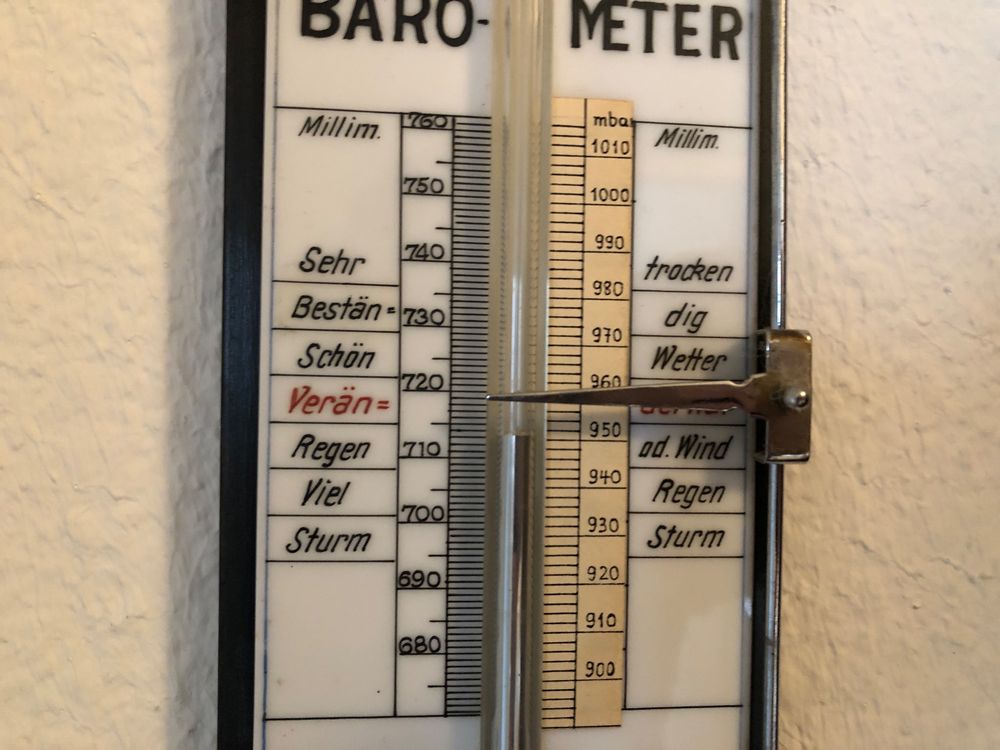 BARO- METER
Millim. 760 mba Millim.
1010
750 1000
740 990
Sehr 980 trocken
Bestän= 730 970 dig
Schön 720 960 Wetter
Verän=
Regen 710 950 od. Wind
Viel 700 940 Regen
Sturm 930 Sturm
690 920
680 910
900